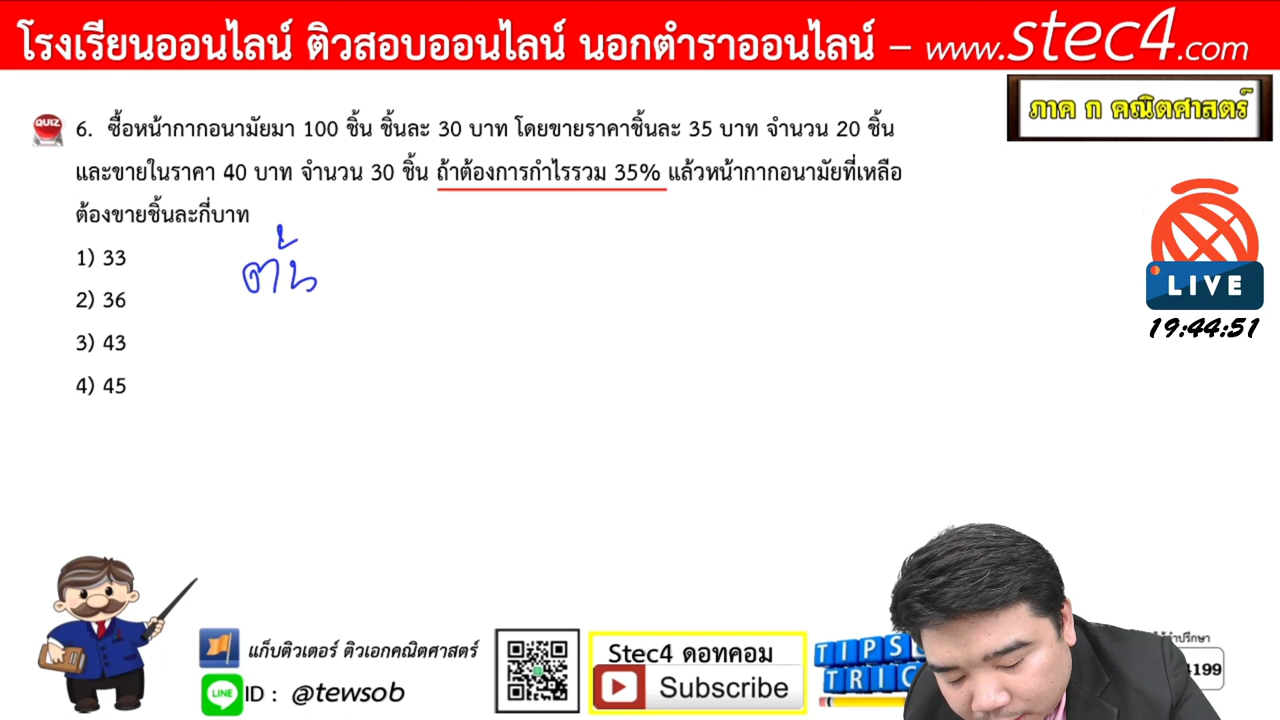 โรงเรียนออนไลน์ ติวสอบออนไลน์ นอกตำราออนไลน์ – www.stec4.com
ภาค ก คณิตศาสตร์
QUIZ
6. ซื้อหน้ากากอนามัยมา 100 ชิ้น ชิ้นละ 30 บาท โดยขายราคาชิ้นละ 35 บาท จำนวน 20 ชิ้น
และขายในราคา 40 บาท จำนวน 30 ชิ้น ถ้าต้องการกำไรรวม 35% แล้วหน้ากากอนามัยที่เหลือ
ต้องขายชิ้นละกี่บาท
1) 33
2) 36
3) 43
4) 45
ต้น
LIVE
19:44:51
แก็บติวเตอร์ ติวเอกคณิตศาสตร์
LINE ID : @tewsob
Stec4 ดอทคอม
Subscribe
TIPS
TRIC
4199